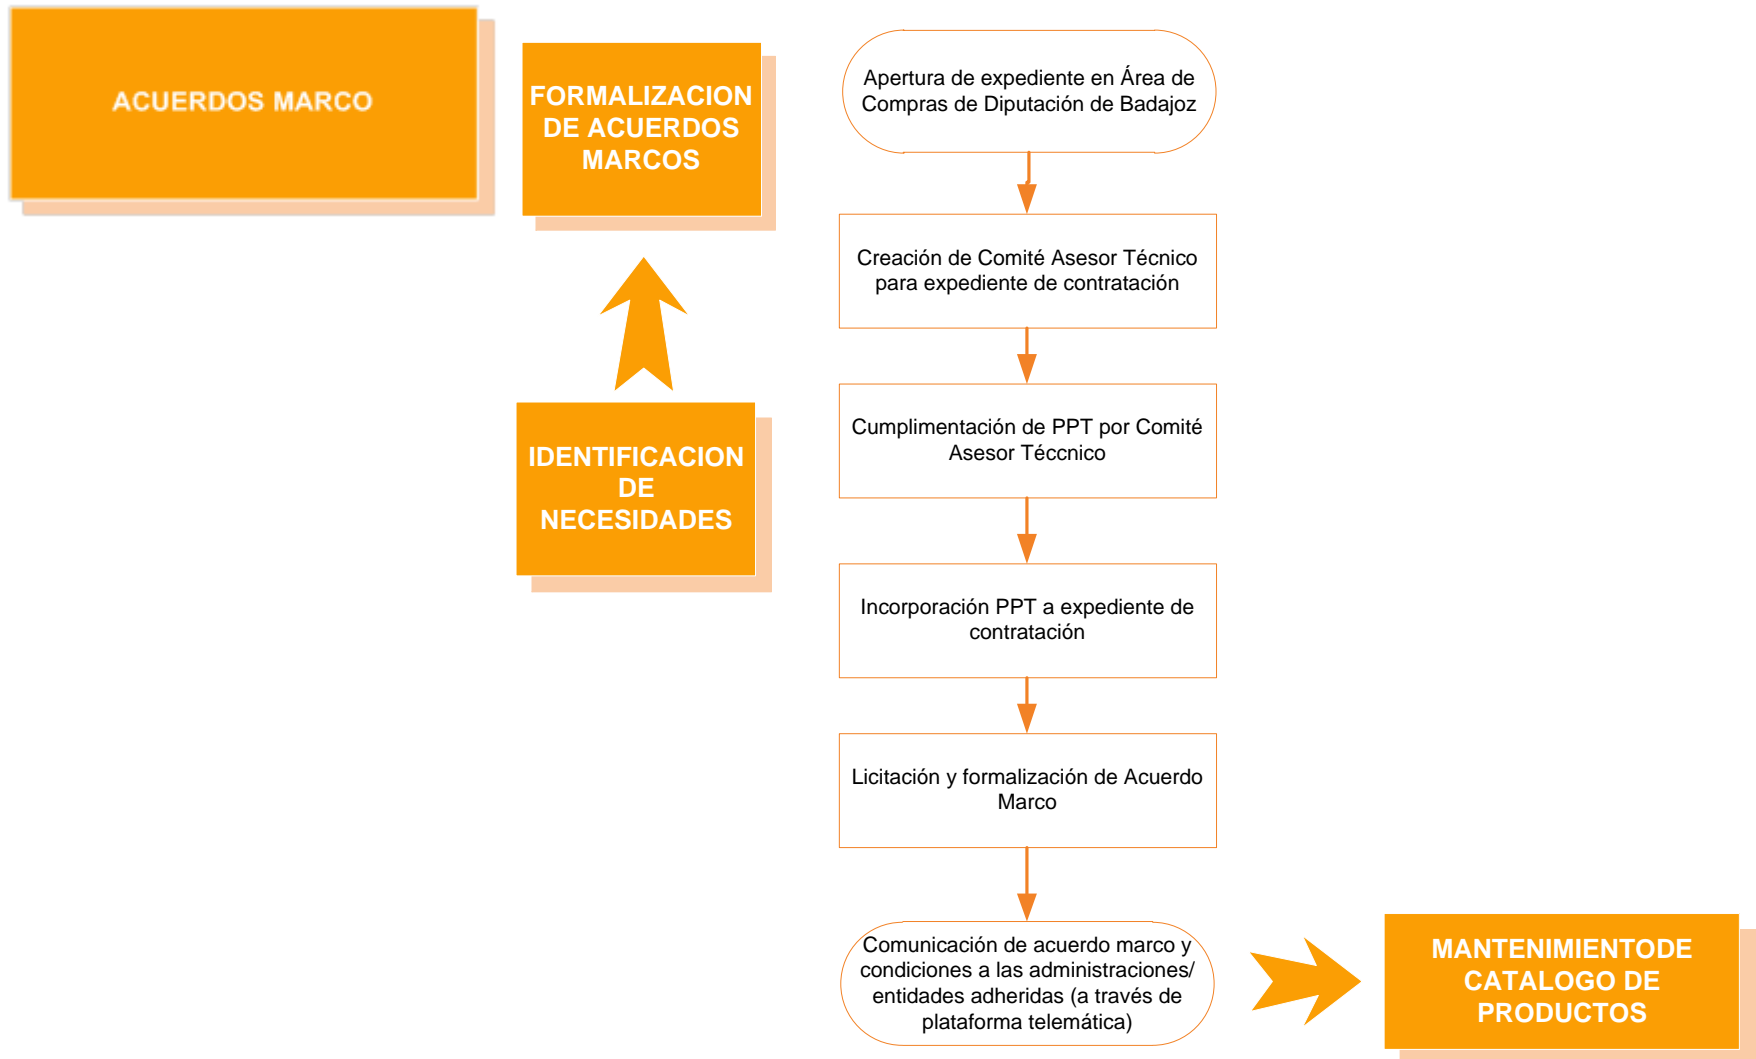 ACUERDOS MARCO
FORMALIZACION
DE ACUERDOS
MARCOS
IDENTIFICACION
DE
NECESIDADES
Apertura de expediente en Área de
Compras de Diputación de Badajoz
Creación de Comité Asesor Técnico
para expediente de contratación
Cumplimentación de PPT por Comité
Asesor Téccnico
Incorporación PPT a expediente de
contratación
Licitación y formalización de Acuerdo
Marco
Comunicación de acuerdo marco y
condiciones a las administraciones/
entidades adheridas (a través de
plataforma telemática)
MANTENIMIENTODE
CATALOGO DE
PRODUCTOS